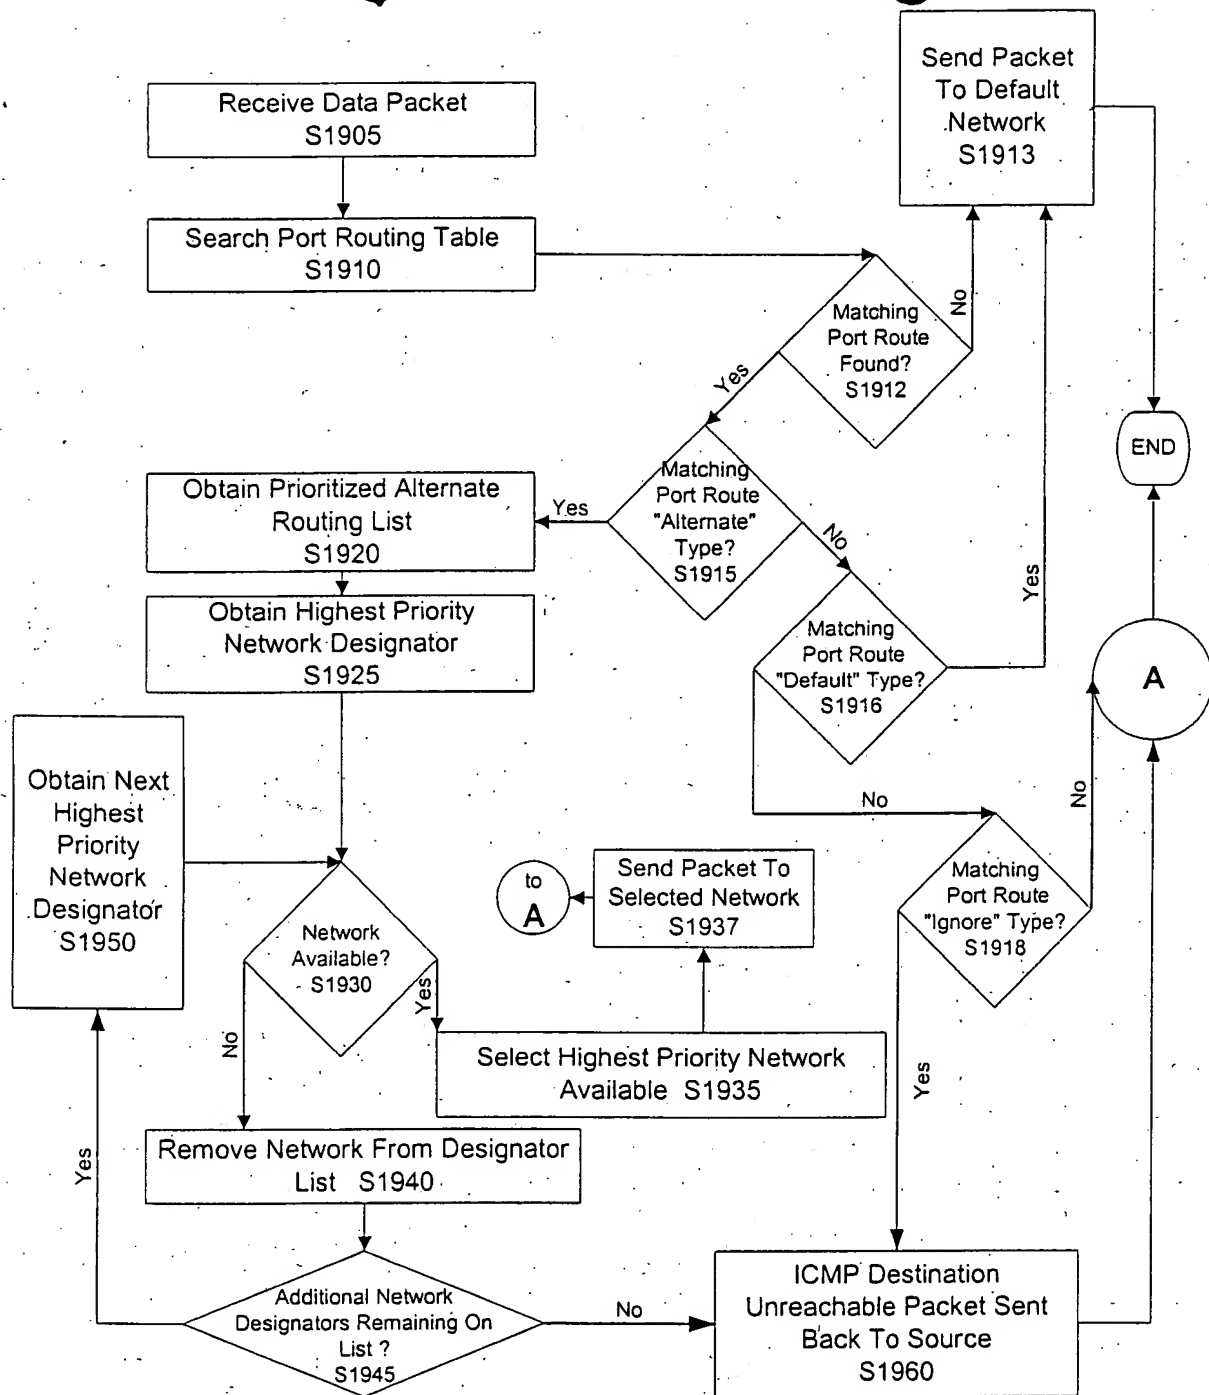 Send Packet
To Default
Network
S1913
Receive Data Packet
S1905
Search Port Routing Table
S1910
Matching
Port Route
Found?
S1912
No
Yes
END
Matching
Port Route
"Alternate"
Type?
S1915
Yes
No
Obtain Prioritized Alternate
Routing List
S1920
Obtain Highest Priority
Network Designator
S1925
Matching
Port Route
"Default" Type?
S1916
Yes
No
A
Obtain Next
Highest
Priority
Network
Designator
S1950
to
A
Send Packet To
Selected Network
S1937
Matching
Port Route
"Ignore" Type?
S1918
No
Yes
Network
Available?
S1930
No
Yes
Select Highest Priority Network
Available S1935
Remove Network From Designator
List S1940
Yes
Additional Network
Designators Remaining On
List ?
S1945
No
ICMP Destination
Unreachable Packet Sent
Back To Source
S1960